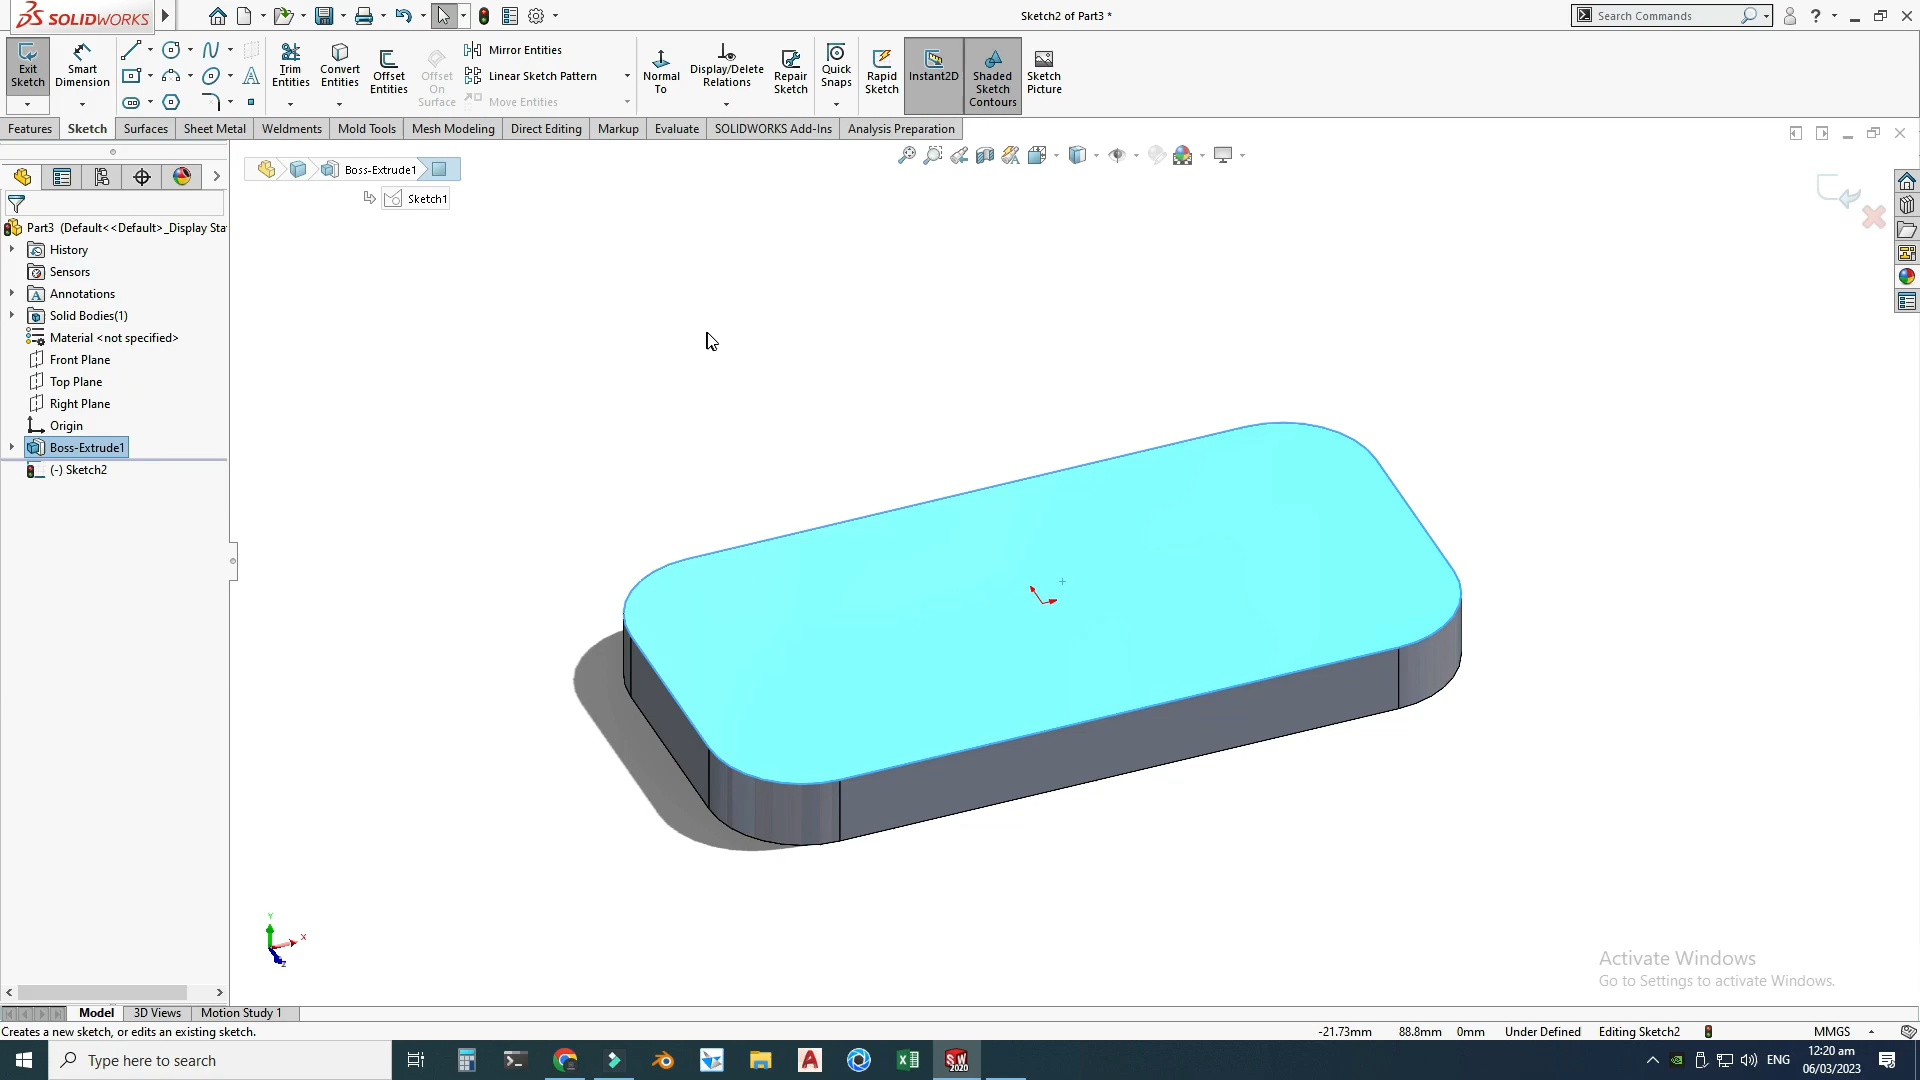 SOLIDWORKS
Sketch2 of Part3 *
Search Commands
Exit Sketch
Smart Dimension
Trim Entities
Convert Entities
Offset Entities
Offset On Surface
Mirror Entities
Linear Sketch Pattern
Move Entities
Normal To
Display/Delete Relations
Repair Sketch
Quick Snaps
Rapid Sketch
Instant2D
Shaded Sketch Contours
Sketch Picture
Features
Sketch
Surfaces
Sheet Metal
Weldments
Mold Tools
Mesh Modeling
Direct Editing
Markup
Evaluate
SOLIDWORKS Add-Ins
Analysis Preparation
Boss-Extrude1
Sketch1
Part3 (Default<<Default>_Display Sta
History
Sensors
Annotations
Solid Bodies(1)
Material <not specified>
Front Plane
Top Plane
Right Plane
Origin
Boss-Extrude1
(-) Sketch2
Y
X
Z
Activate Windows
Go to Settings to activate Windows.
Model
3D Views
Motion Study 1
Creates a new sketch, or edits an existing sketch.
-21.73mm
88.8mm
0mm
Under Defined
Editing Sketch2
MMGS
Type here to search
SW
2020
ENG
12:20 am
06/03/2023